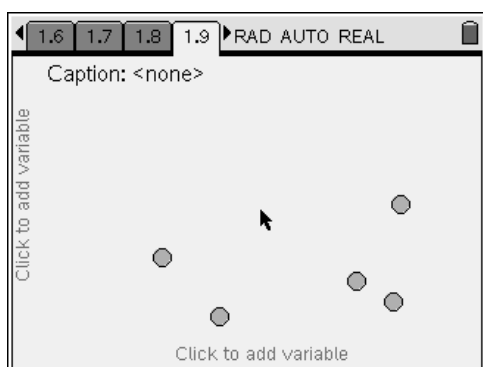 1.6 1.7 1.8 1.9 RAD AUTO REAL
Caption: <none>
Click to add variable
Click to add variable